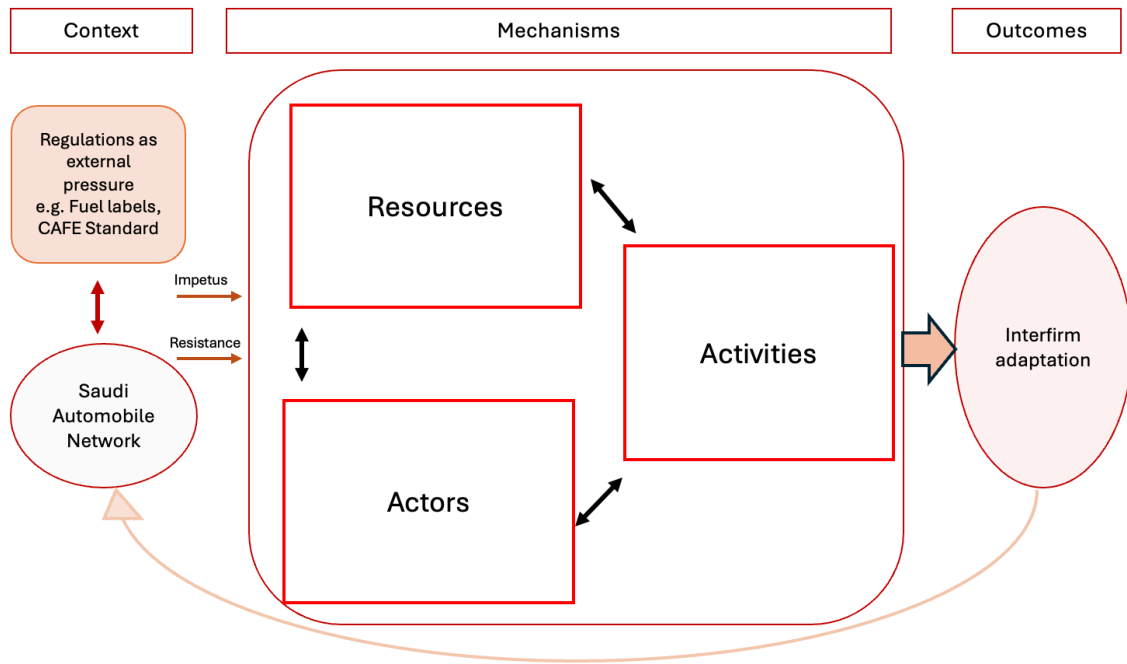 Context
Mechanisms
Outcomes
Regulations as
external
pressure
e.g. Fuel labels,
CAFE Standard
Impetus
Resistance
Saudi
Automobile
Network
Resources
Actors
Activities
Interfirm
adaptation